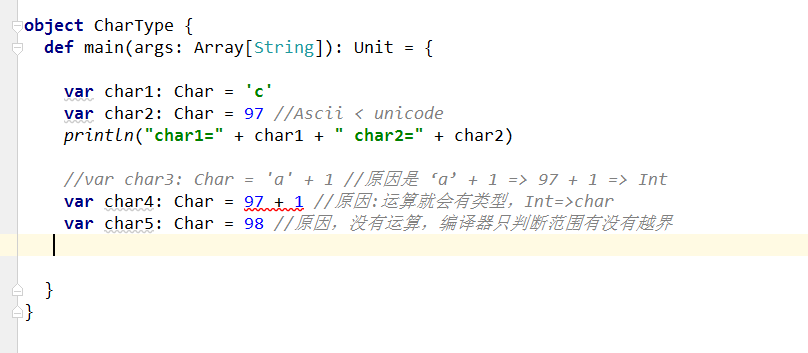 object CharType {
def main(args: Array[String]): Unit = {
var char1: Char = 'c'
var char2: Char = 97 //Ascii < unicode
println("char1=" + char1 + " char2=" + char2)
//var char3: Char = 'a' + 1 //原因是 ‘a’ + 1 => 97 + 1 => Int
var char4: Char = 97 + 1 //原因:运算就会有类型，Int=>char
var char5: Char = 98 //原因，没有运算，编译器只判断范围有没有越界
}
}